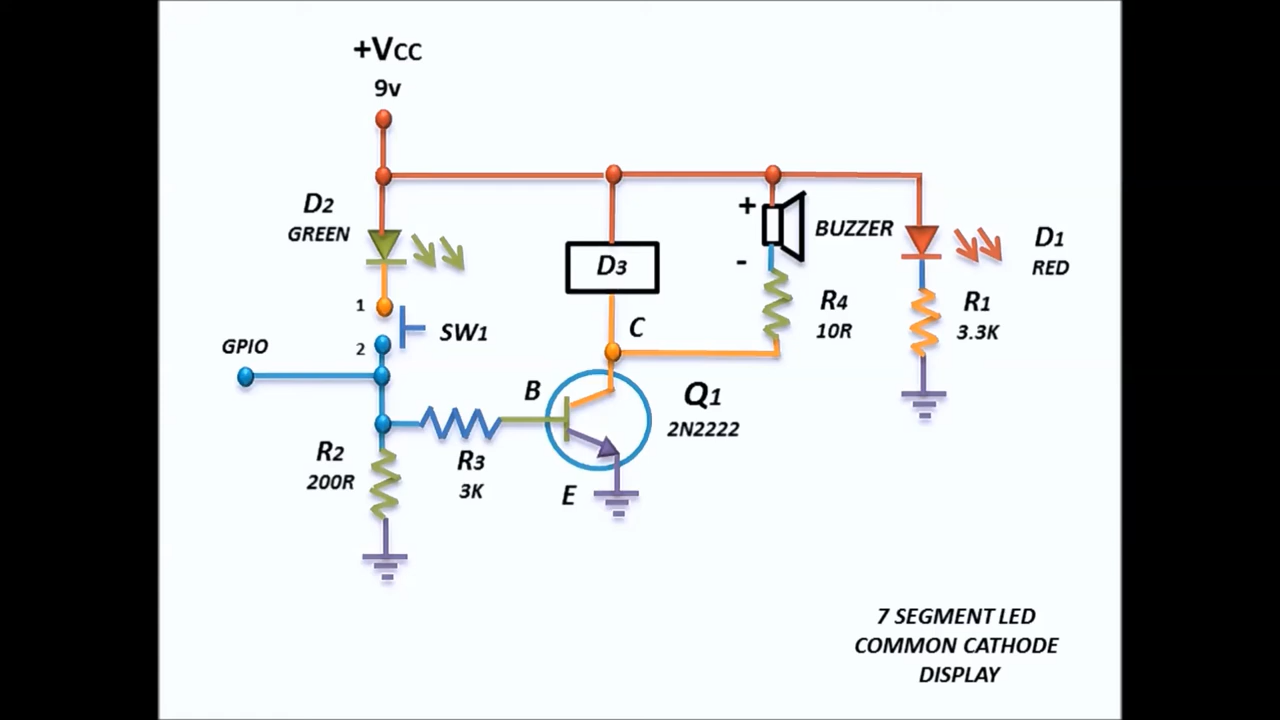 +VCC
9v
D2
GREEN
1
2
SW1
GPIO
R2
200R
R3
3K
D3
C
B
E
Q1
2N2222
+
-
BUZZER
R4
10R
D1
RED
R1
3.3K
7 SEGMENT LED
COMMON CATHODE
DISPLAY